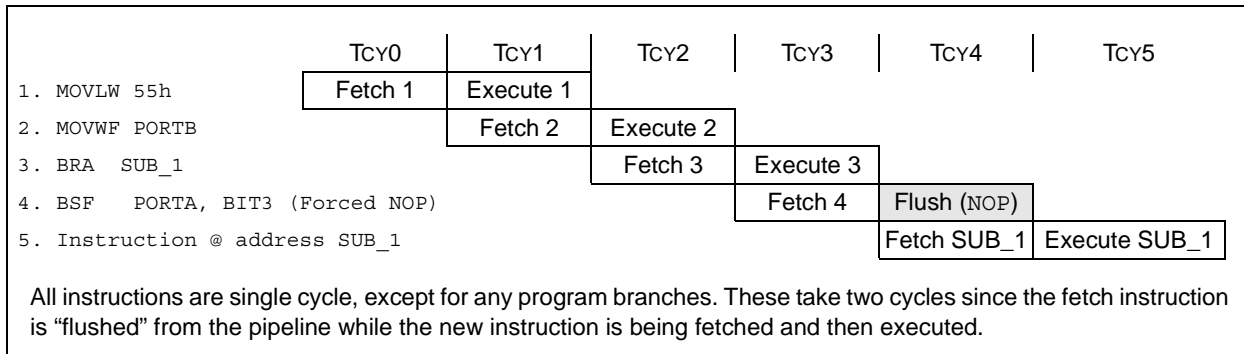 TCY0 TCY1 TCY2 TCY3 TCY4 TCY5
1. MOVLW 55h Fetch 1 Execute 1
2. MOVWF PORTB Fetch 2 Execute 2
3. BRA SUB_1 Fetch 3 Execute 3
4. BSF PORTA, BIT3 (Forced NOP) Fetch 4 Flush (NOP)
5. Instruction @ address SUB_1 Fetch SUB_1 Execute SUB_1
All instructions are single cycle, except for any program branches. These take two cycles since the fetch instruction
is “flushed” from the pipeline while the new instruction is being fetched and then executed.